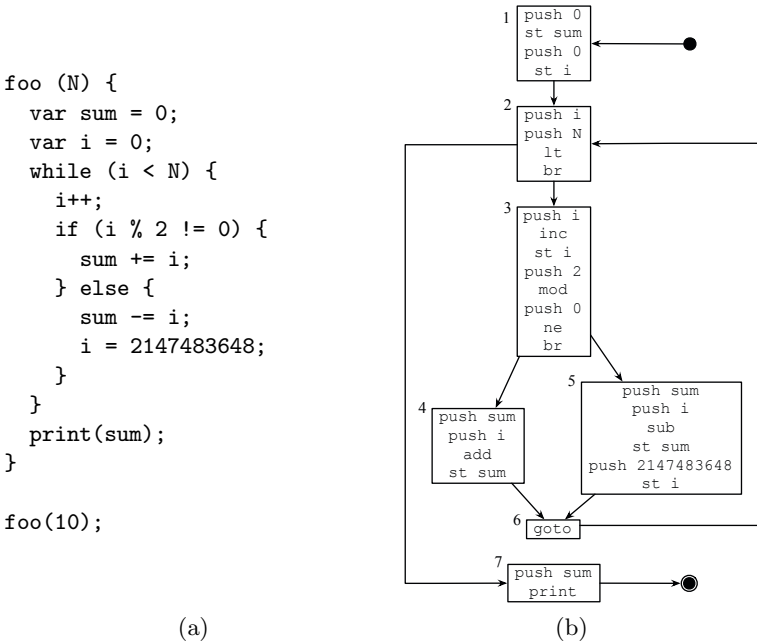 foo (N) {
var sum = 0;
var i = 0;
while (i < N) {
i++;
if (i % 2 != 0) {
sum += i;
} else {
sum -= i;
i = 2147483648;
}
}
print(sum);
}
foo(10);
(a)
1
push 0
st sum
push 0
st i
2
push i
push N
lt
br
3
push i
inc
st i
push 2
mod
push 0
ne
br
4
push sum
push i
add
st sum
5
push sum
push i
sub
st sum
push 2147483648
st i
6
goto
7
push sum
print
(b)